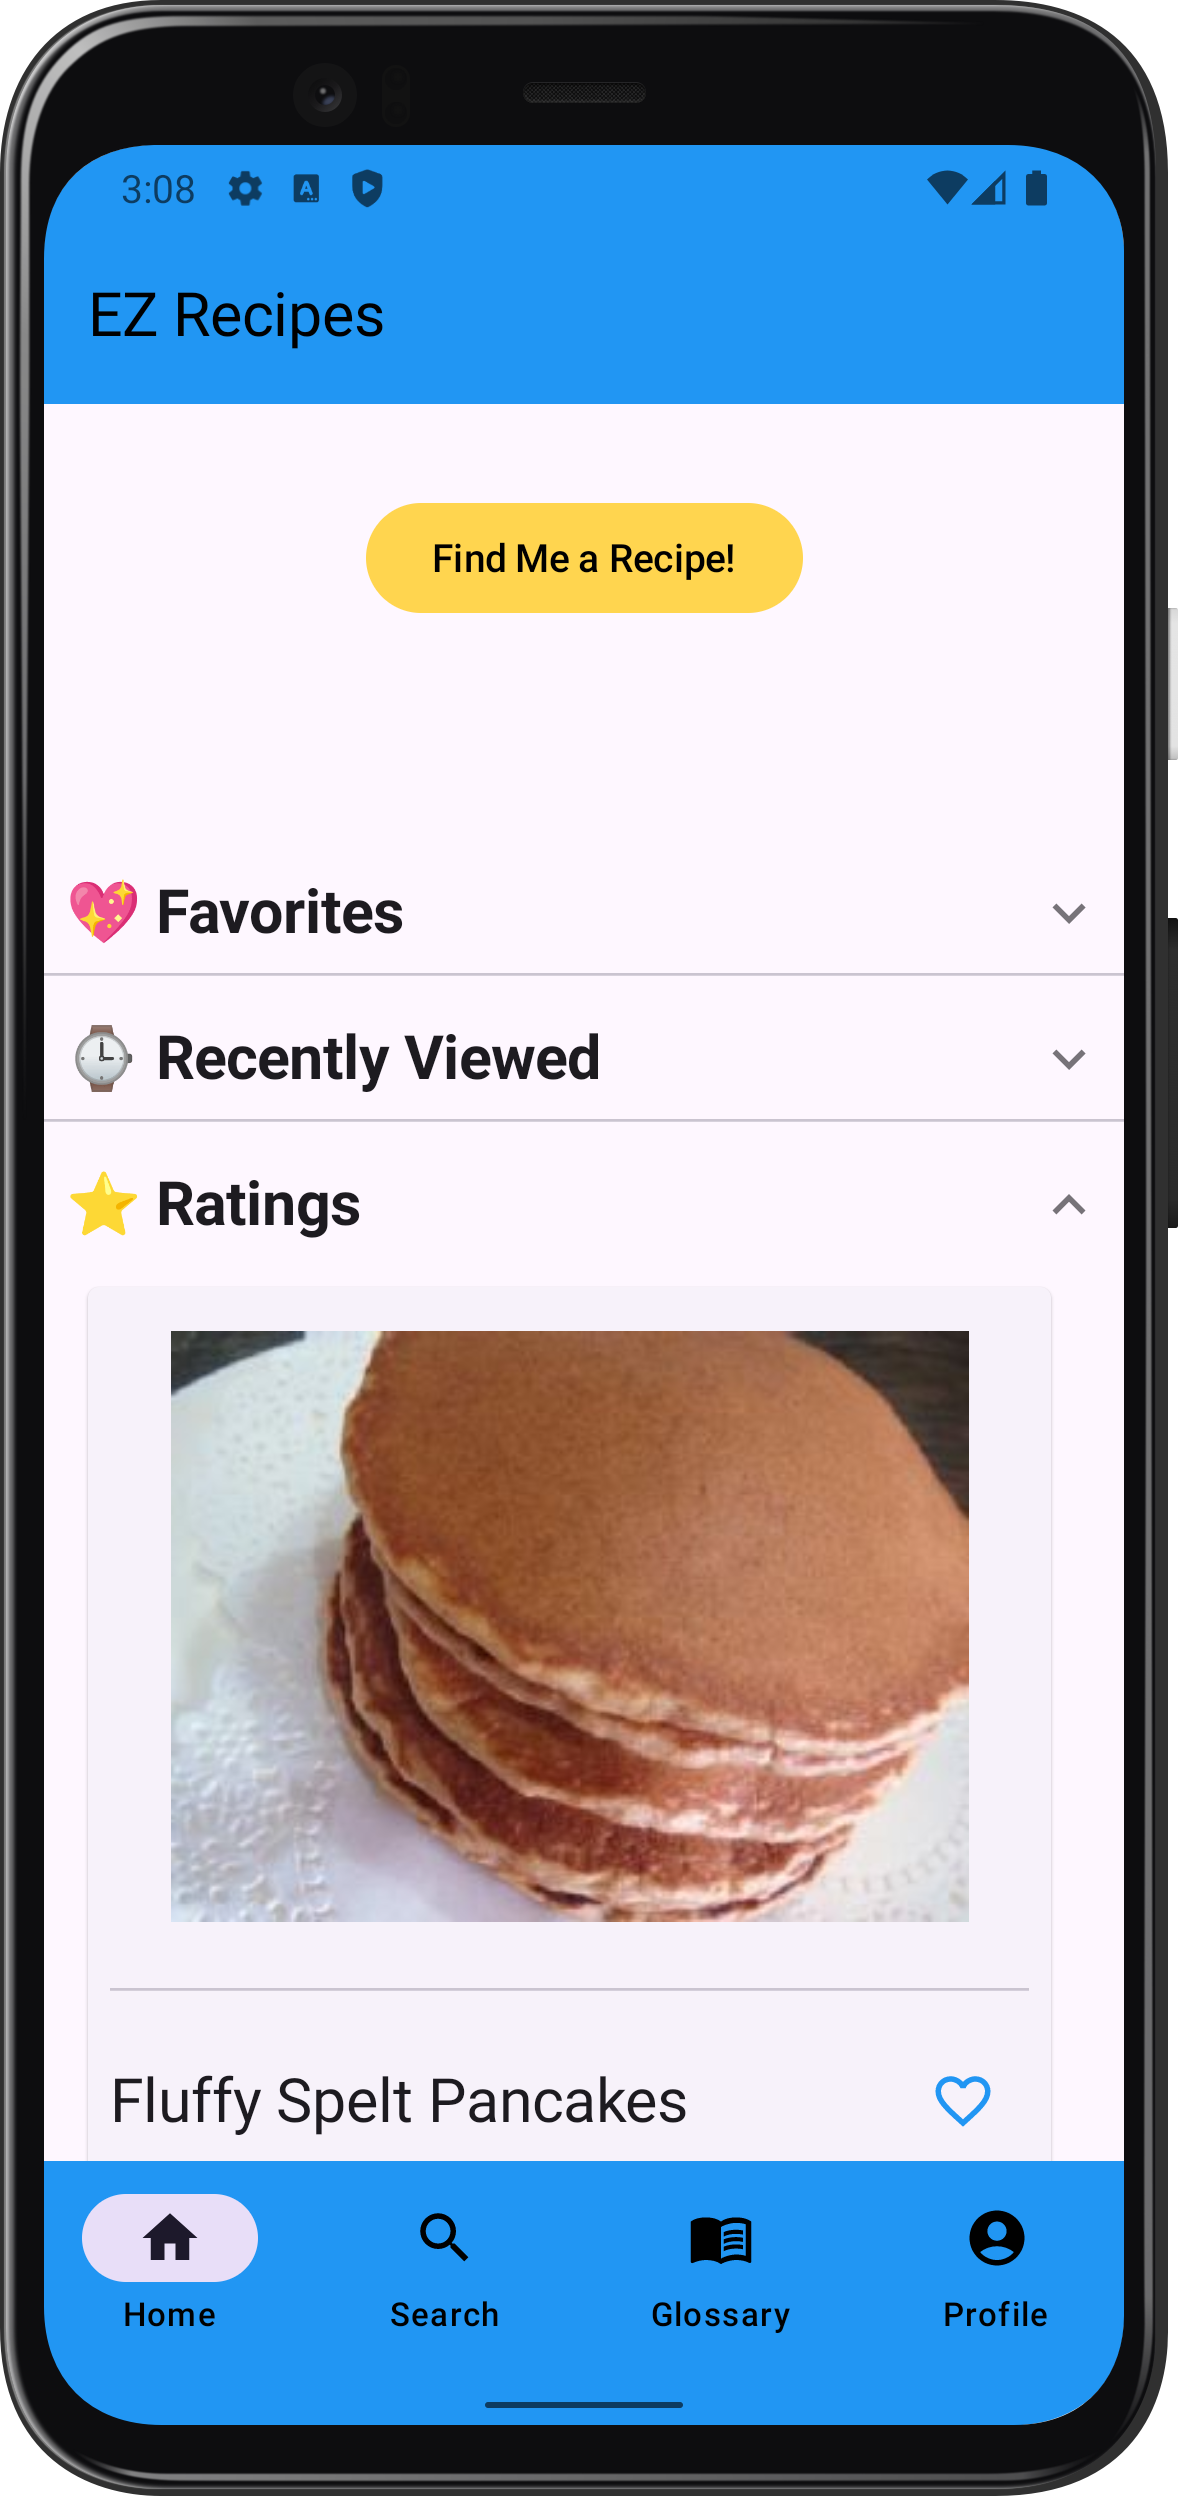 3:08
EZ Recipes
Find Me a Recipe!
Favorites
Recently Viewed
Ratings
Fluffy Spelt Pancakes
Home
Search
Glossary
Profile